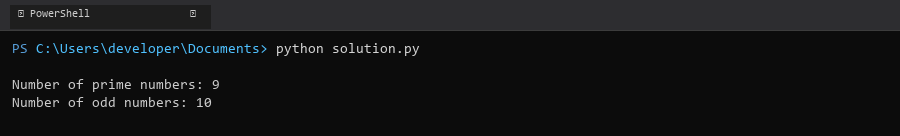 PowerShell
PS C:\Users\developer\Documents> python solution.py
Number of prime numbers: 9
Number of odd numbers: 10